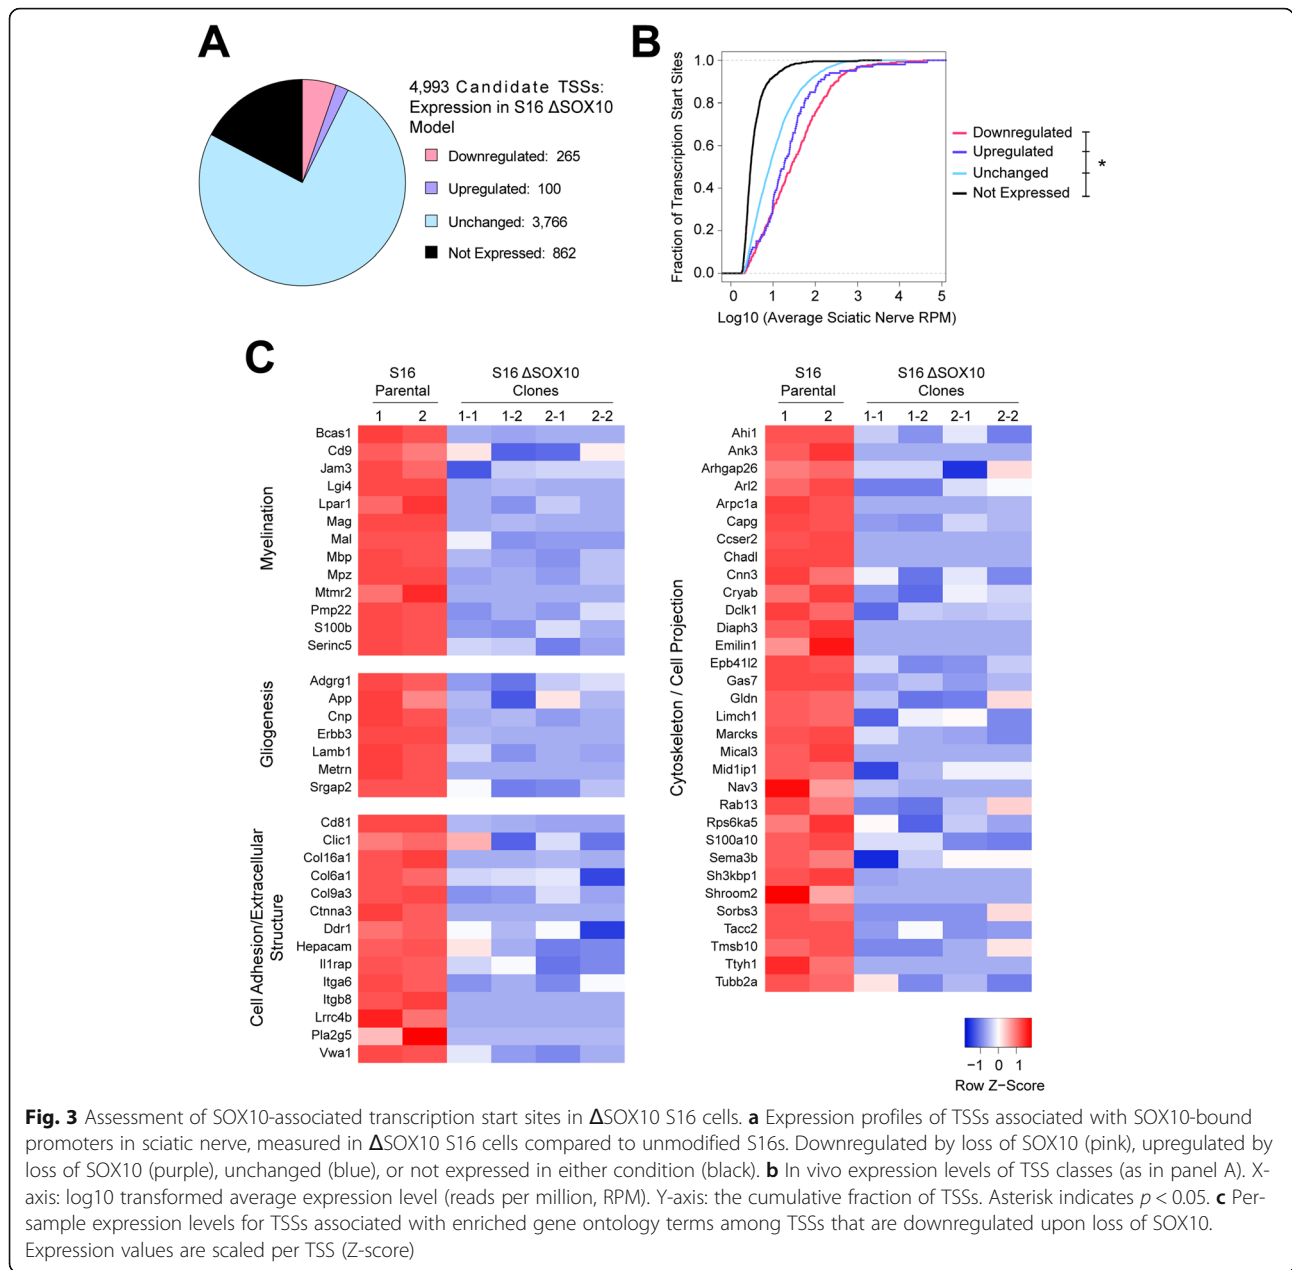 A
4,993 Candidate TSSs:
Expression in S16 ΔSOX10
Model
Downregulated: 265
Upregulated: 100
Unchanged: 3,766
Not Expressed: 862
B
Fraction of Transcription Start Sites
1.0
0.8
0.6
0.4
0.2
0.0
0 1 2 3 4 5
Log10 (Average Sciatic Nerve RPM)
Downregulated
Upregulated
Unchanged
Not Expressed
*
C
S16
Parental
S16 ΔSOX10
Clones
1 2 1-1 1-2 2-1 2-2
Myelination
Bcas1
Cd9
Jam3
Lgi4
Lpar1
Mag
Mal
Mbp
Mpz
Mtmr2
Pmp22
S100b
Serinc5
Gliogenesis
Adgrg1
App
Cnp
Erbb3
Lamb1
Metrn
Srgap2
Cell Adhesion/Extracellular
Structure
Cd81
Clic1
Col16a1
Col6a1
Col9a3
Ctnna3
Ddr1
Hepacam
Il1rap
Itga6
Itgb8
Lrrc4b
Pla2g5
Vwa1
S16
Parental
S16 ΔSOX10
Clones
1 2 1-1 1-2 2-1 2-2
Cytoskeleton / Cell Projection
Ahi1
Ank3
Arhgap26
Arl2
Arpc1a
Capg
Ccser2
Chadl
Cnn3
Cryab
Dclk1
Diaph3
Emilin1
Epb41l2
Gas7
Gldn
Limch1
Marcks
Mical3
Mid1ip1
Nav3
Rab13
Rps6ka5
S100a10
Sema3b
Sh3kbp1
Shroom2
Sorbs3
Tacc2
Tmsb10
Ttyh1
Tubb2a
−1 0 1
Row Z−Score
Fig. 3 Assessment of SOX10-associated transcription start sites in ΔSOX10 S16 cells. a Expression profiles of TSSs associated with SOX10-bound
promoters in sciatic nerve, measured in ΔSOX10 S16 cells compared to unmodified S16s. Downregulated by loss of SOX10 (pink), upregulated by
loss of SOX10 (purple), unchanged (blue), or not expressed in either condition (black). b In vivo expression levels of TSS classes (as in panel A). X-
axis: log10 transformed average expression level (reads per million, RPM). Y-axis: the cumulative fraction of TSSs. Asterisk indicates p < 0.05. c Per-
sample expression levels for TSSs associated with enriched gene ontology terms among TSSs that are downregulated upon loss of SOX10.
Expression values are scaled per TSS (Z-score)